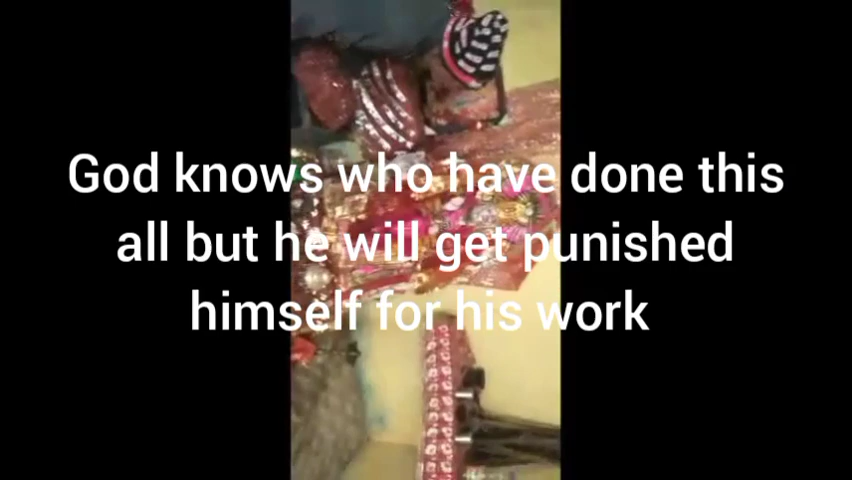 God knows who have done this
all but he will get punished
himself for his work